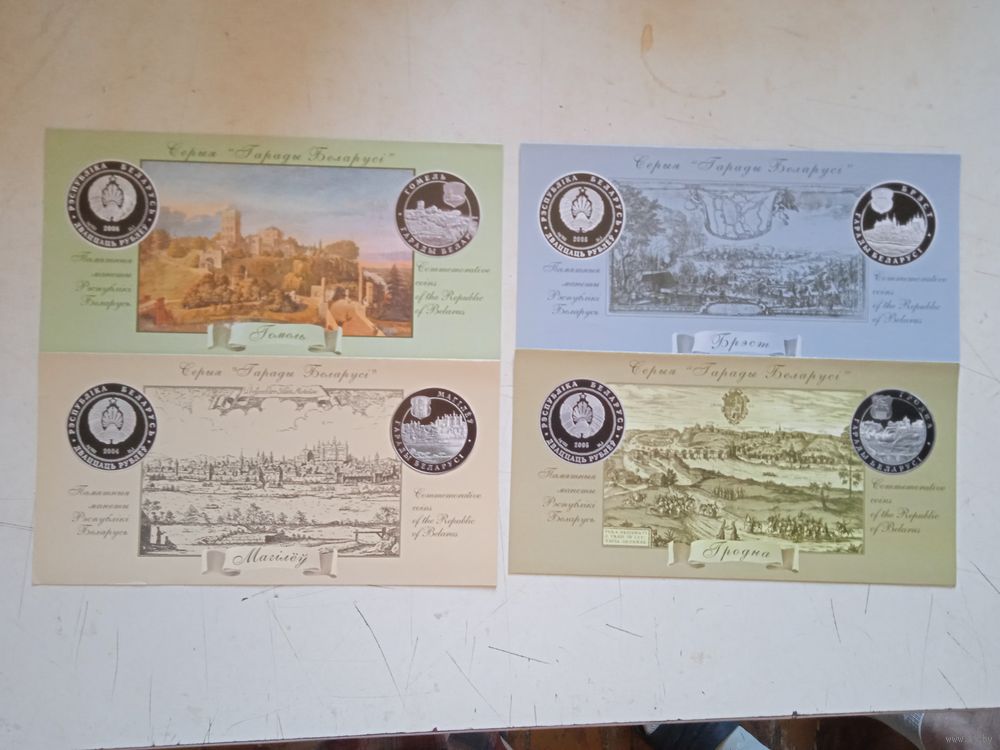 Серыя "Гарады Беларусі"
РЭСПУБЛІКА БЕЛАРУСЬ
2006
ДВАЦЦАЦЬ РУБЛЁЎ
ГОМЕЛЬ
ГАРАДЫ БЕЛАР
Памятныя
манеты
Рэспублікі
Беларусь
Commemorative
coins
of the Republic
of Belarus
Гомель
Серыя "Гарады Беларусі"
РЭСПУБЛІКА БЕЛАРУСЬ
ДВАЦЦАЦЬ РУБЛЁЎ
БРЭСТ
ГАРАДЫ БЕЛАРУСІ
Памятныя
манеты
Рэспублікі
Беларусь
Commemorative
coins
of the Republic
of Belarus
Брэст
Серыя "Гарады Беларусі"
РЭСПУБЛІКА БЕЛАРУСЬ
2004
ДВАЦЦАЦЬ РУБЛЁЎ
МАГІЛЁЎ
ГАРАДЫ БЕЛАРУСІ
Памятныя
манеты
Рэспублікі
Беларусь
Commemorative
coins
of the Republic
of Belarus
Магілёў
Серыя "Гарады Беларусі"
РЭСПУБЛІКА БЕЛАРУСЬ
2005
ДВАЦЦАЦЬ РУБЛЁЎ
ГРОДНА
ГАРАДЫ БЕЛАРУСІ
Памятныя
манеты
Рэспублікі
Беларусь
Commemorative
coins
of the Republic
of Belarus
Гродна